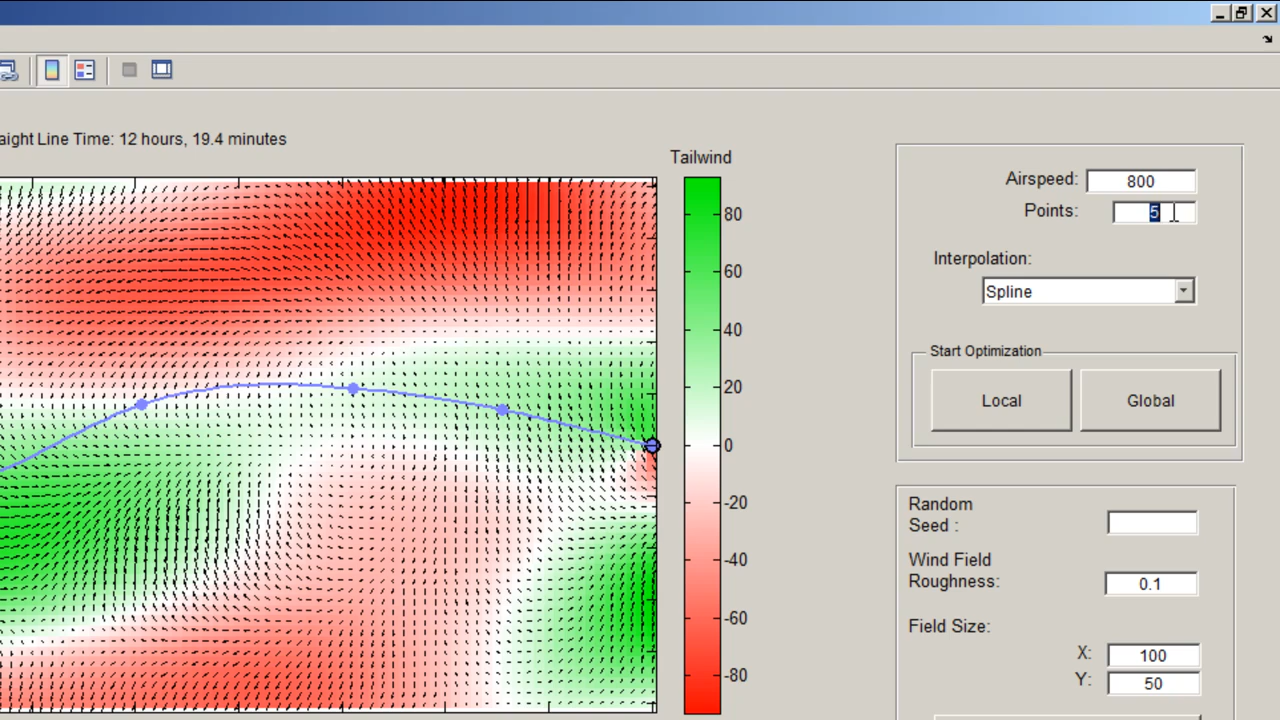 aight Line Time: 12 hours, 19.4 minutes
Tailwind
80
60
40
20
0
-20
-40
-60
-80
Airspeed: 800
Points: 5
Interpolation:
Spline
Start Optimization
Local Global
Random
Seed :
Wind Field
Roughness: 0.1
Field Size:
X: 100
Y: 50